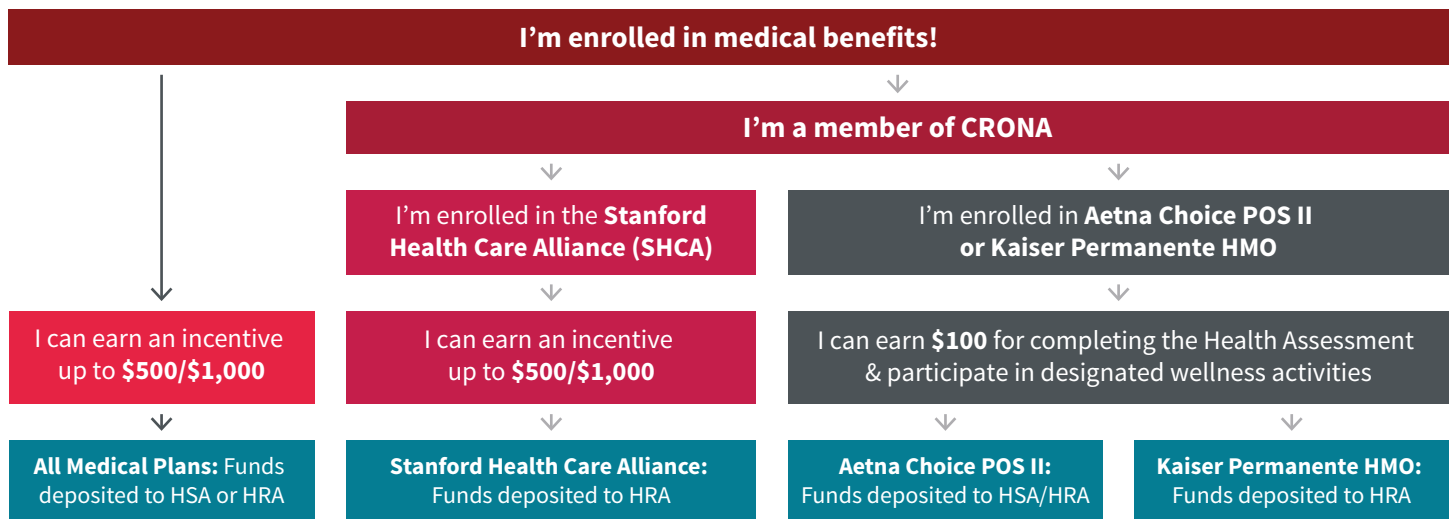 I’m enrolled in medical benefits!
I’m a member of CRONA
I’m enrolled in the Stanford
Health Care Alliance (SHCA)
I’m enrolled in Aetna Choice POS II
or Kaiser Permanente HMO
I can earn an incentive
up to $500/$1,000
I can earn an incentive
up to $500/$1,000
I can earn $100 for completing the Health Assessment
& participate in designated wellness activities
All Medical Plans: Funds
deposited to HSA or HRA
Stanford Health Care Alliance:
Funds deposited to HRA
Aetna Choice POS II:
Funds deposited to HSA/HRA
Kaiser Permanente HMO:
Funds deposited to HRA